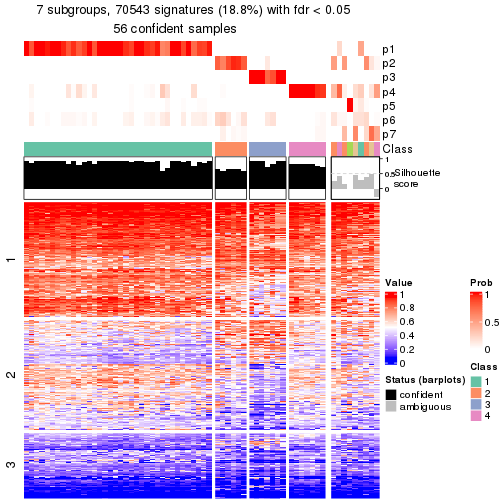 7 subgroups, 70543 signatures (18.8%) with fdr < 0.05
56 confident samples
p1
p2
p3
p4
p5
p6
p7
Class
1
0.5
0
Silhouette
score
1
2
3
Value
1
0.8
0.6
0.4
0.2
0
Prob
1
0.5
0
Status (barplots)
confident
ambiguous
Class
1
2
3
4